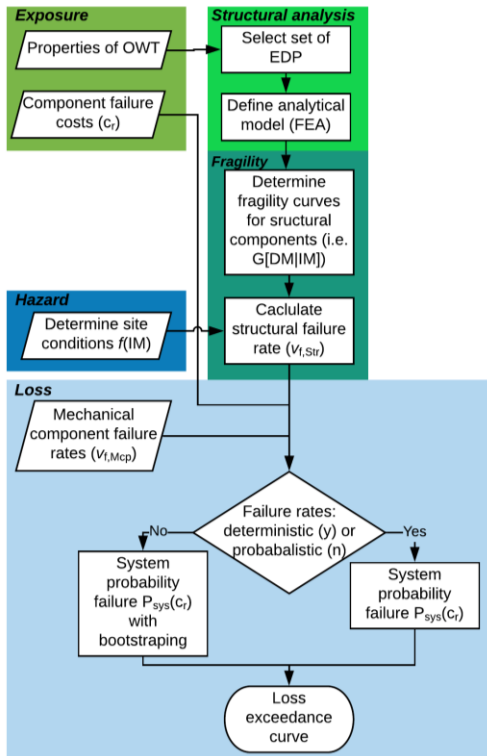 Exposure
Properties of OWT
Component failure
costs (cr)
Structural analysis
Select set of
EDP
Define analytical
model (FEA)
Fragility
Determine
fragility curves
for sructural
components (i.e.
G[DM|IM])
Hazard
Determine site
conditions f(IM)
Caclulate
structural failure
rate (vf,Str)
Loss
Mechanical
component failure
rates (vf,Mcp)
Failure rates:
deterministic (y) or
probabalistic (n)
No
Yes
System
probability
failure Psys(cr)
with
bootstraping
System
probability
failure Psys(cr)
Loss
exceedance
curve